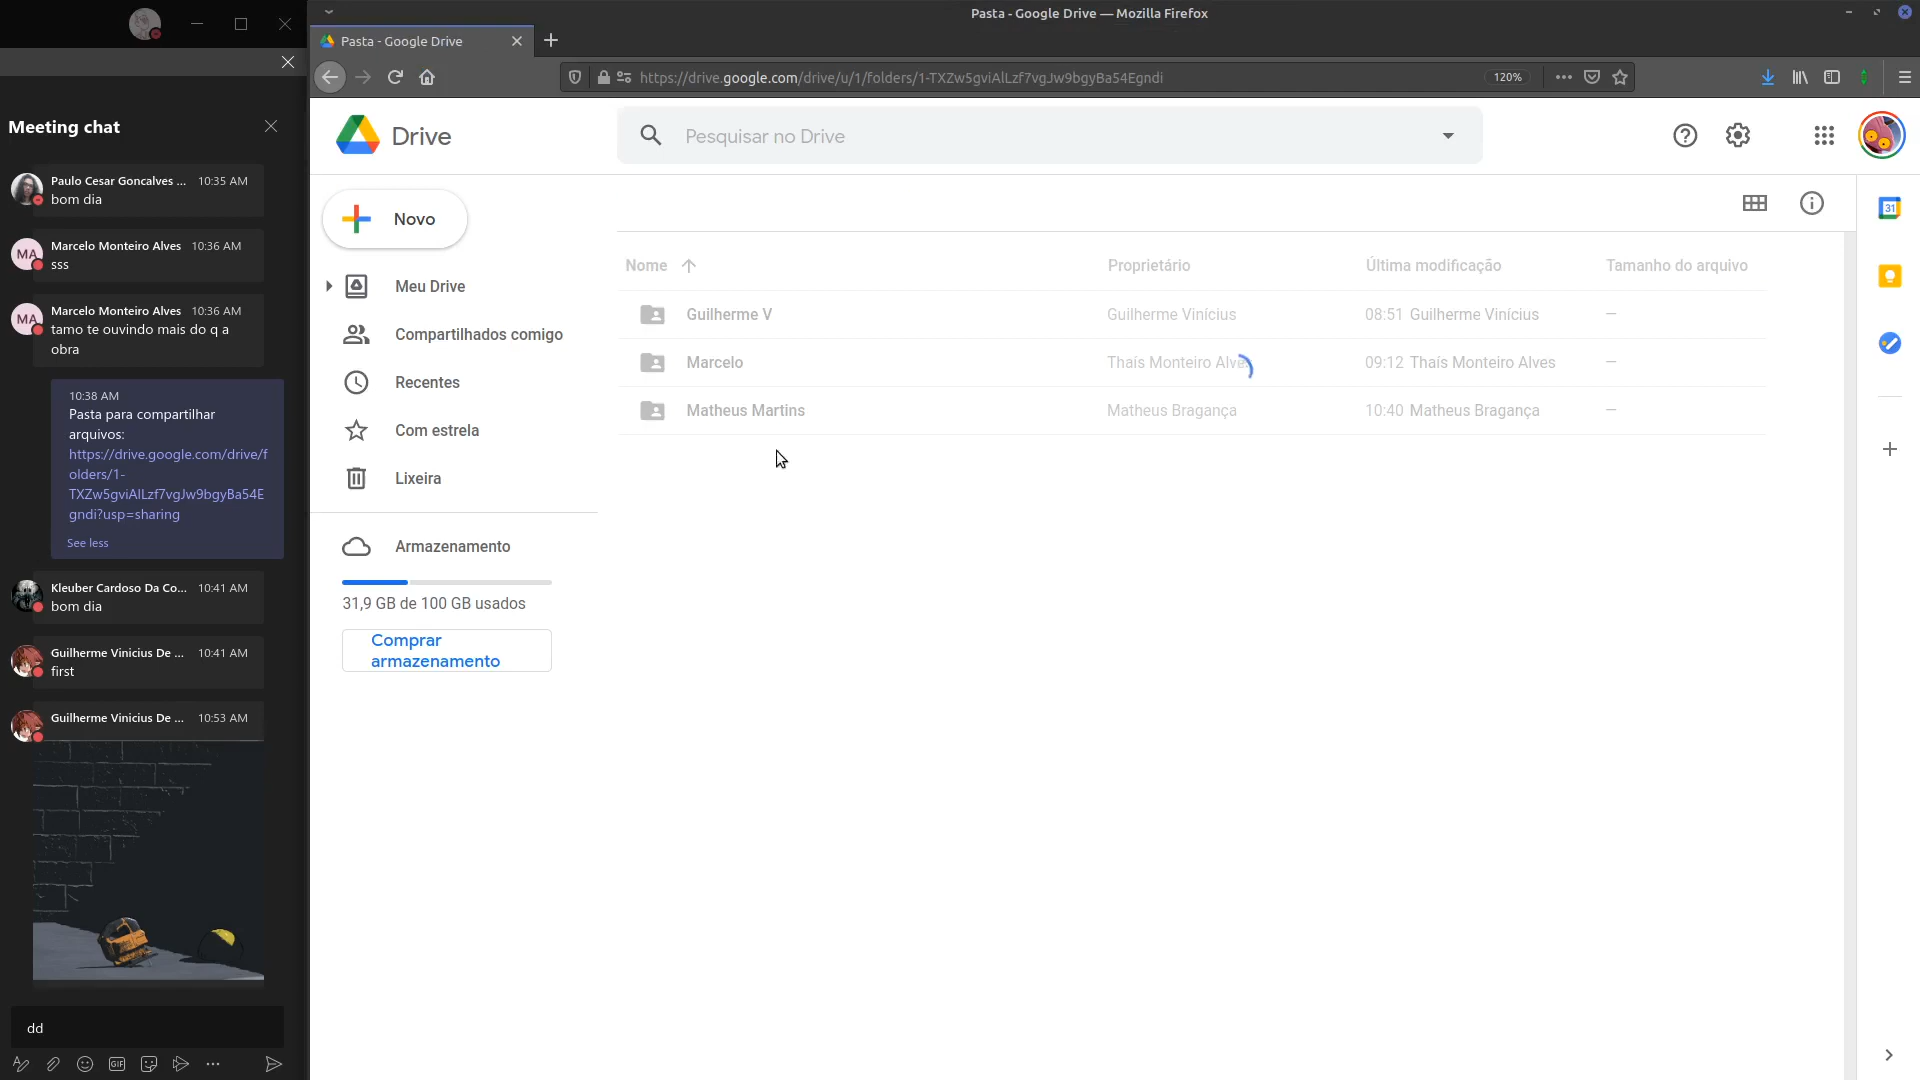 Meeting chat
Paulo Cesar Goncalves ... 10:35 AM
bom dia
MA
Marcelo Monteiro Alves 10:36 AM
sss
MA
Marcelo Monteiro Alves 10:36 AM
tamo te ouvindo mais do q a
obra
10:38 AM
Pasta para compartilhar
arquivos:
https://drive.google.com/drive/f
olders/1-
TXZw5gviAlLzf7vgJw9bgyBa54E
gndi?usp=sharing
See less
Kleuber Cardoso Da Co... 10:41 AM
bom dia
Guilherme Vinicius De ... 10:41 AM
first
Guilherme Vinicius De ... 10:53 AM
dd
GIF
Pasta - Google Drive — Mozilla Firefox
Pasta - Google Drive
https://drive.google.com/drive/u/1/folders/1-TXZw5gviAlLzf7vgJw9bgyBa54Egndi
120%
Drive
Pesquisar no Drive
Novo
Meu Drive
Compartilhados comigo
Recentes
Com estrela
Lixeira
Armazenamento
31,9 GB de 100 GB usados
Comprar
armazenamento
Nome Proprietário Última modificação Tamanho do arquivo
Guilherme V Guilherme Vinícius 08:51 Guilherme Vinícius —
Marcelo Thaís Monteiro Alves 09:12 Thaís Monteiro Alves —
Matheus Martins Matheus Bragança 10:40 Matheus Bragança —
31